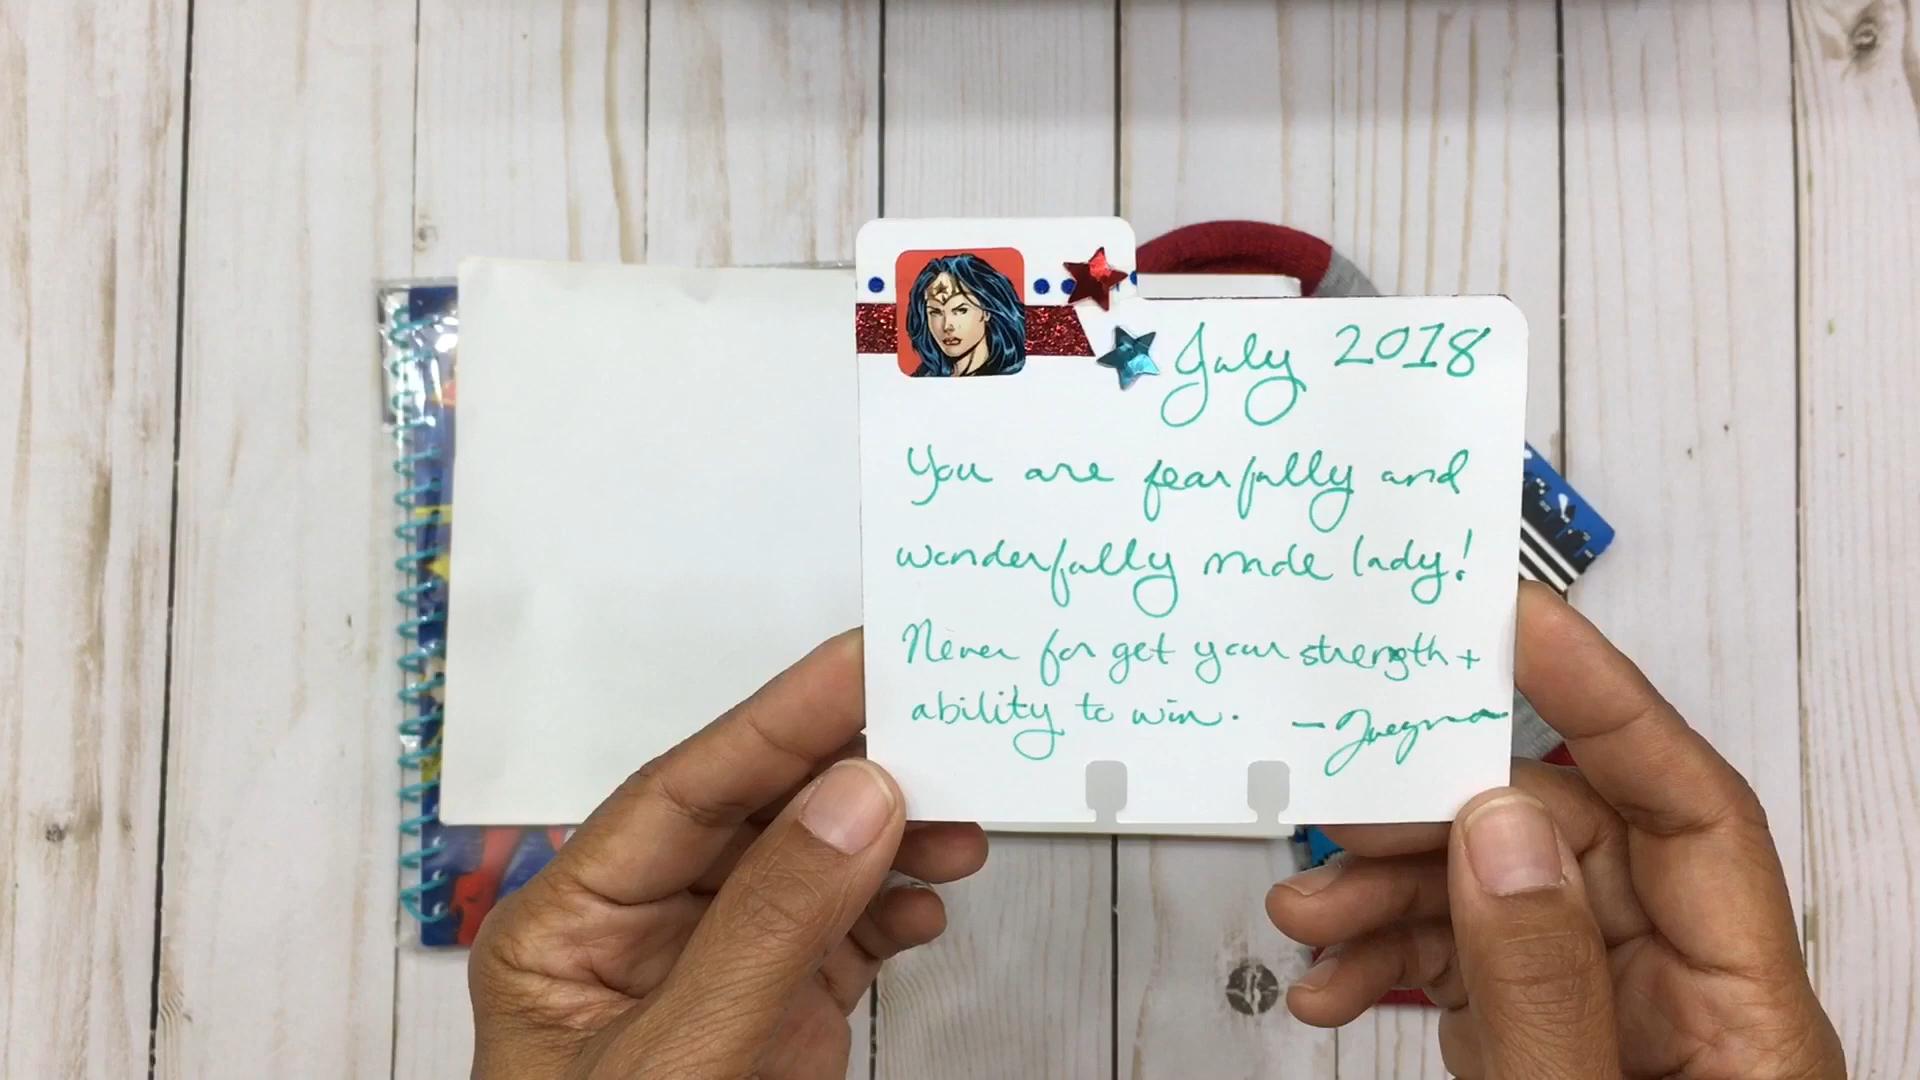 July 2018
You are fearfully and
wonderfully made lady!
Never forget your strength +
ability to win. -